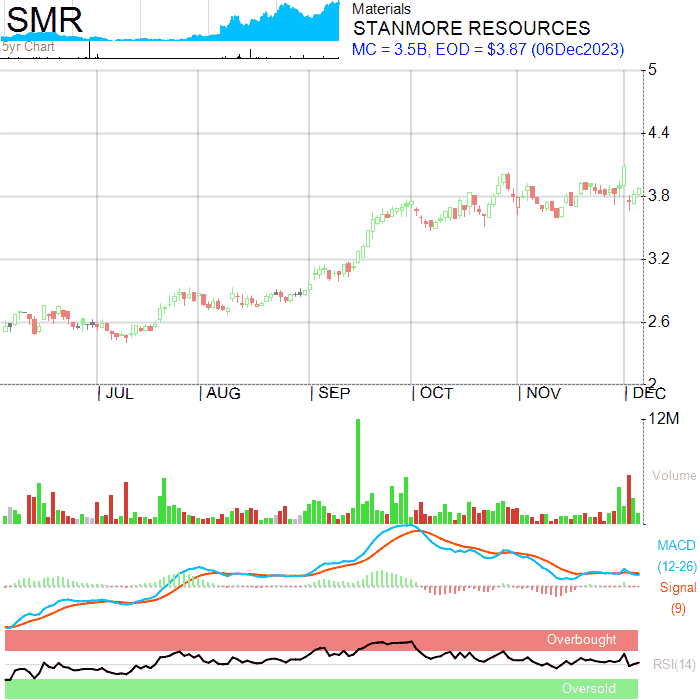 SMR
5yr Chart
Materials
STANMORE RESOURCES
MC = 3.5B, EOD = $3.87 (06Dec2023)
5
4.4
3.8
3.2
2.6
2
JUL AUG SEP OCT NOV DEC
12M
Volume
MACD
(12-26)
Signal
(9)
Overbought
RSI(14)
Oversold